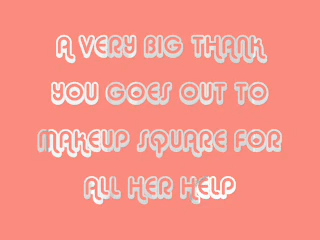 A VERY BIG THANK
YOU GOES OUT TO
MAKEUP SQUARE FOR
ALL HER HELP